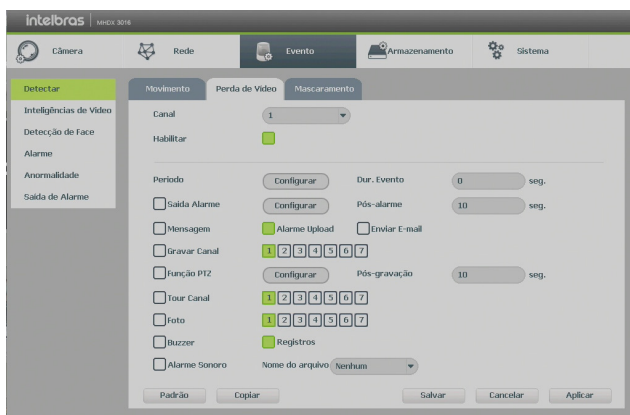 intelbras | MHDX 3016
Câmera Rede Evento Armazenamento Sistema
Detectar
Inteligências de Video
Detecção de Face
Alarme
Anormalidade
Saida de Alarme
Movimento Perda de Video Mascaramento
Canal 1
Habilitar
Período Configurar Dur. Evento 0 seg.
Saida Alarme Configurar Pós-alarme 10 seg.
Mensagem Alarme Upload Enviar E-mail
Gravar Canal 1 2 3 4 5 6 7
Função PTZ Configurar Pós-gravação 10 seg.
Tour Canal 1 2 3 4 5 6 7
Foto 1 2 3 4 5 6 7
Buzzer Registros
Alarme Sonoro Nome do arquivo Nenhum
Padrão Copiar Salvar Cancelar Aplicar